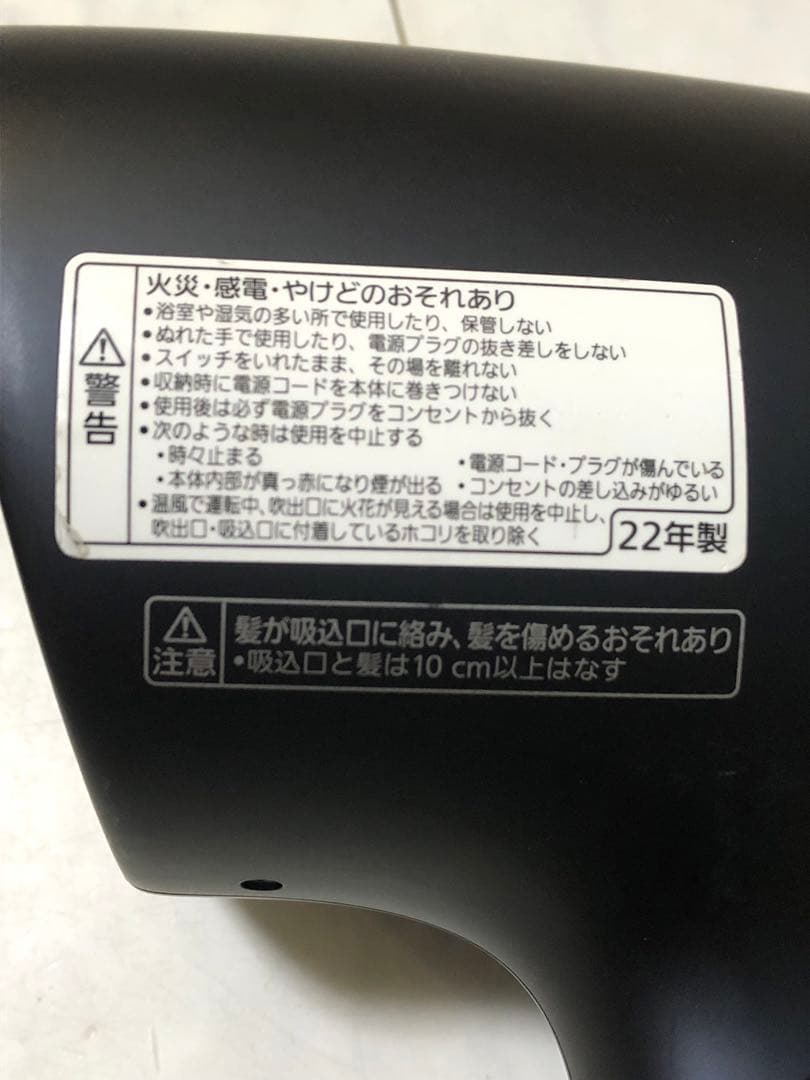 警告
火災・感電・やけどのおそれあり
•浴室や湿気の多い所で使用したり、保管しない
•ぬれた手で使用したり、電源プラグの抜き差しをしない
•スイッチをいれたまま、その場を離れない
•収納時に電源コードを本体に巻きつけない
•使用後は必ず電源プラグをコンセントから抜く
•次のような時は使用を中止する
・時々止まる ・電源コード・プラグが傷んでいる
・本体内部が真っ赤になり煙が出る ・コンセントの差し込みがゆるい
•温風で運転中、吹出口に火花が見える場合は使用を中止し、
吹出口・吸込口に付着しているホコリを取り除く
22年製
注意
髪が吸込口に絡み、髪を傷めるおそれあり
•吸込口と髪は10 cm以上はなす